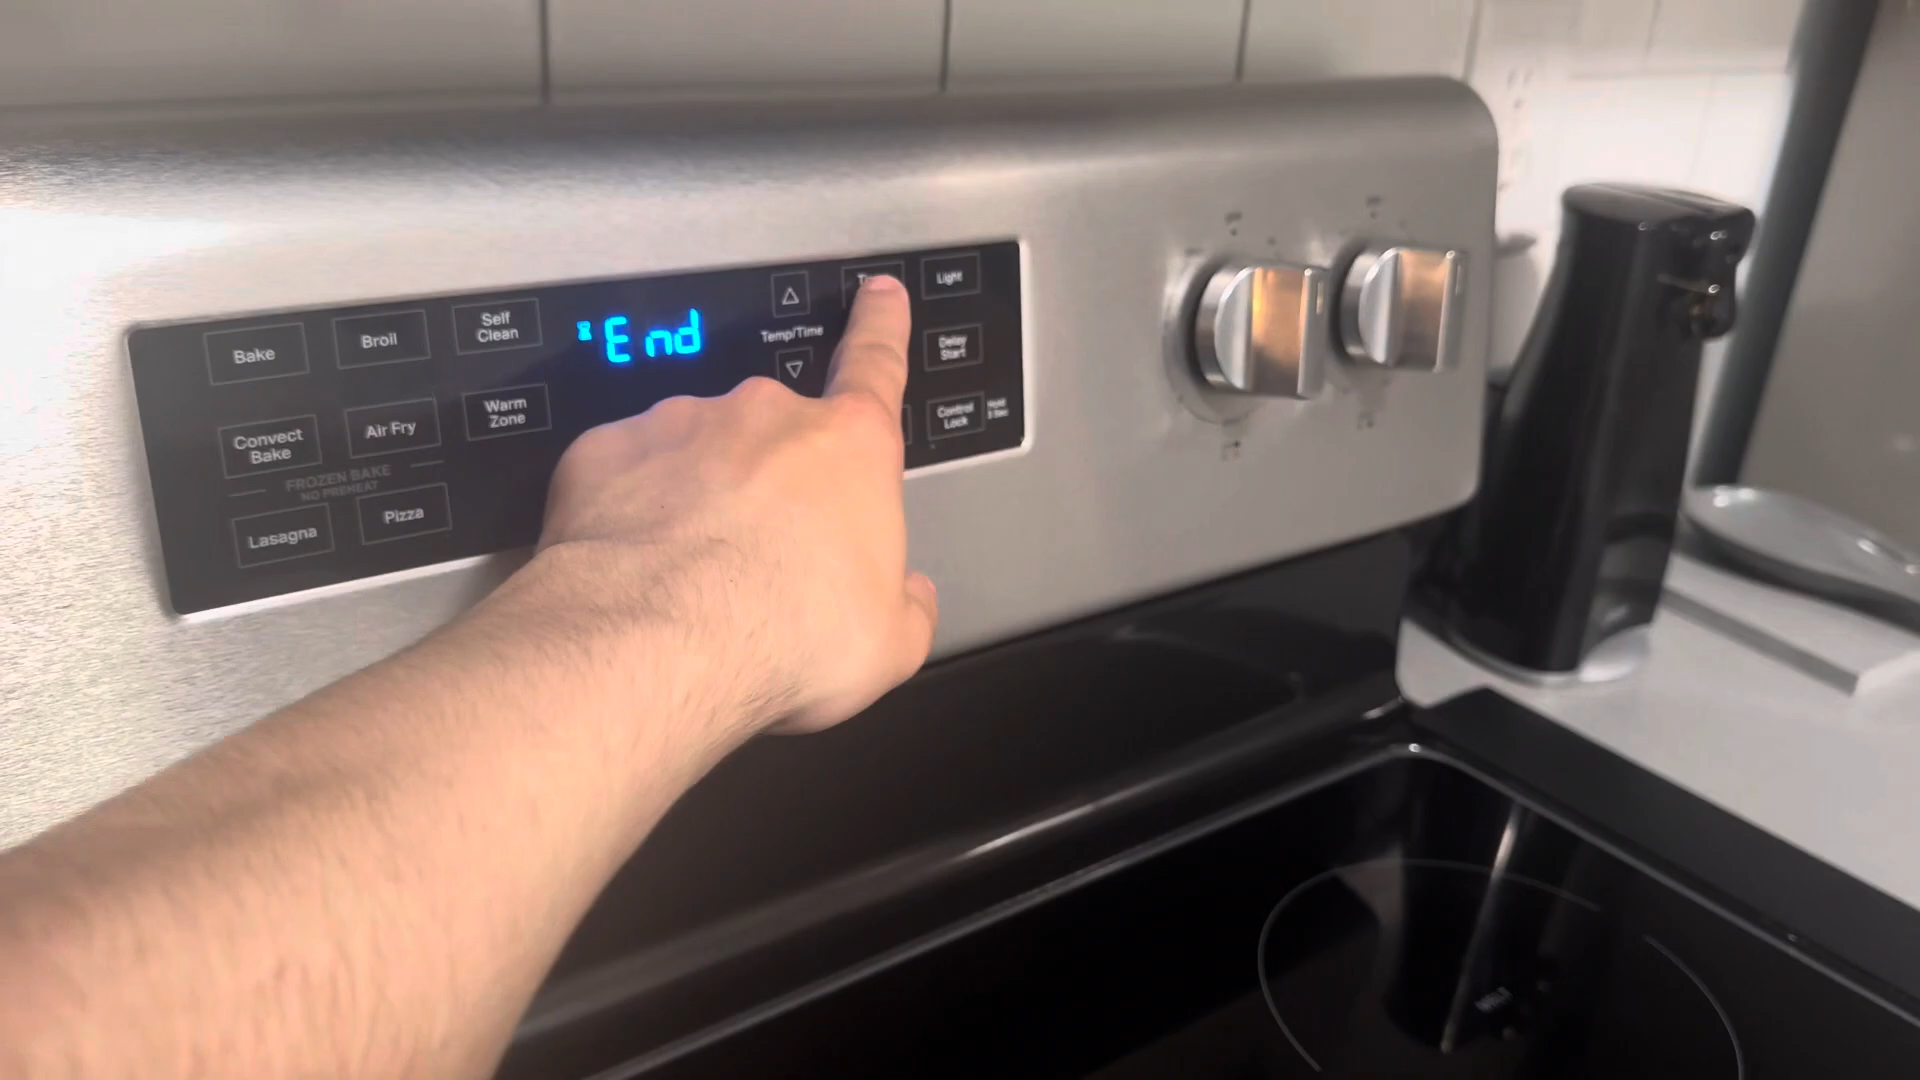 Bake
Broil
Self
Clean
End
Temp/Time
Light
Convect
Bake
Air Fry
Warm
Zone
Delay
Start
Control
Lock
FROZEN BAKE
NO PREHEAT
Lasagna
Pizza